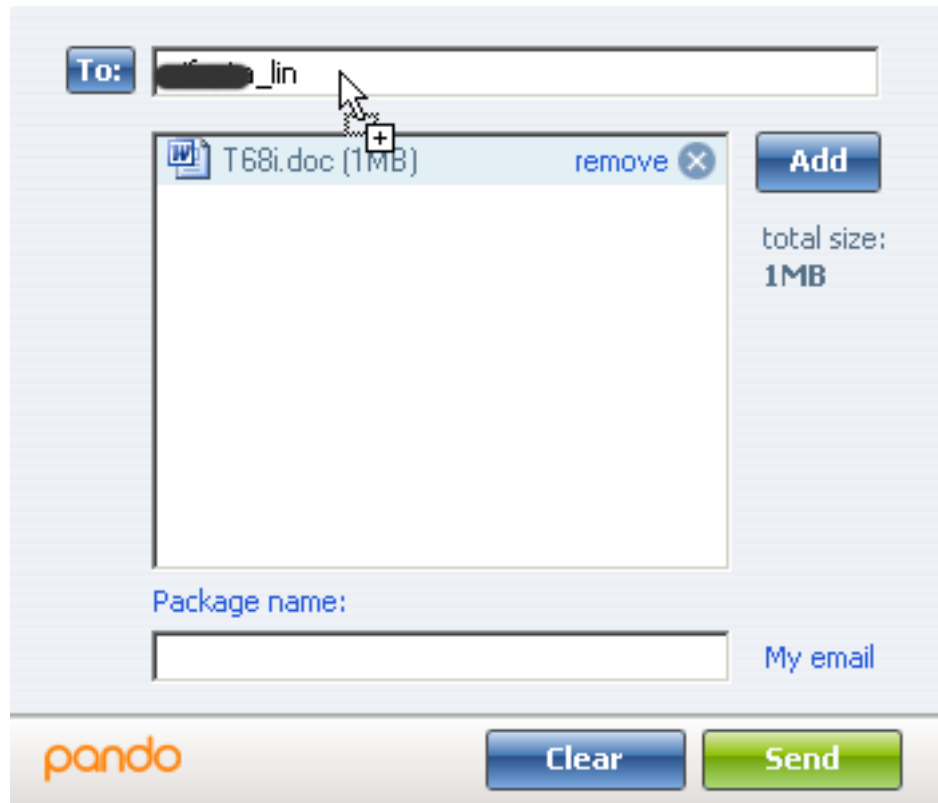 To: _lin
T68i.doc (1MB) remove Add
total size:
1MB
Package name:
My email
pando Clear Send